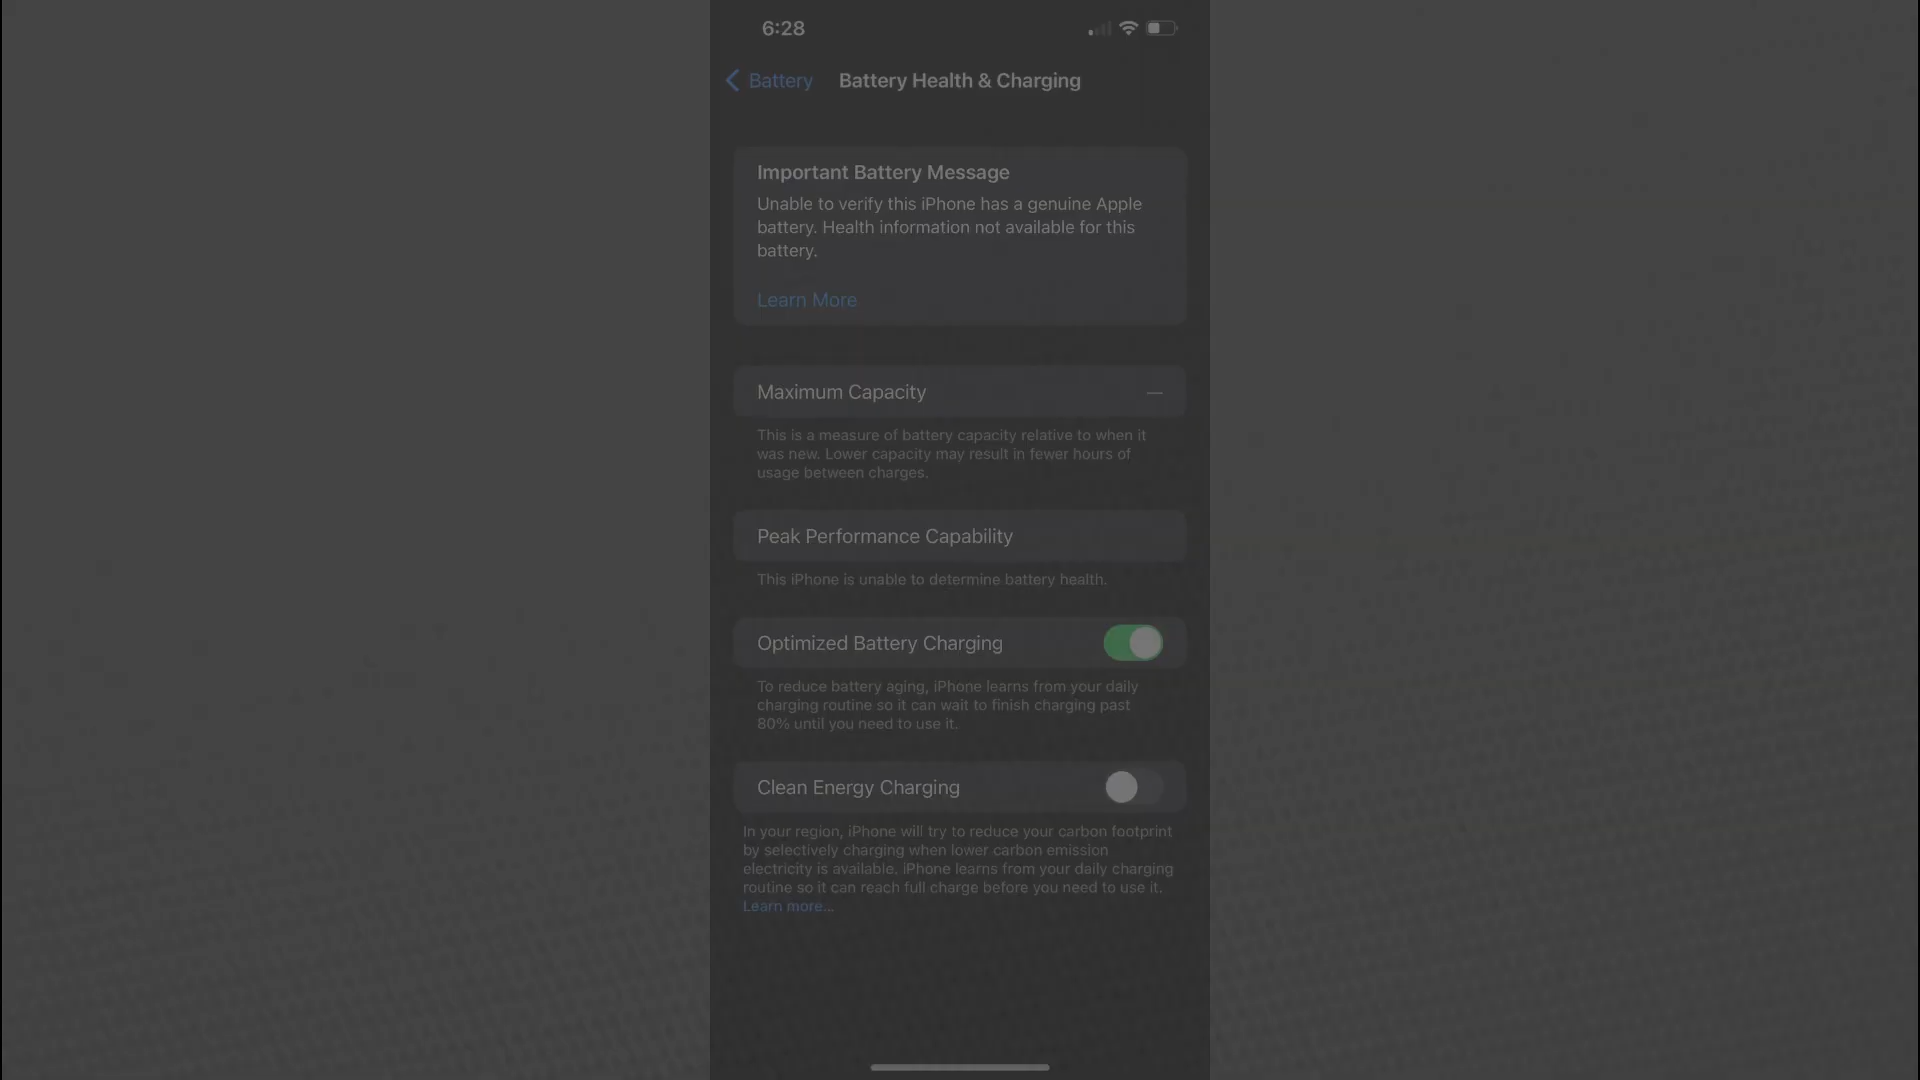 6:28
Battery
Battery Health & Charging
Important Battery Message
Unable to verify this iPhone has a genuine Apple
battery. Health information not available for this
battery.
Learn More
Maximum Capacity —
This is a measure of battery capacity relative to when it
was new. Lower capacity may result in fewer hours of
usage between charges.
Peak Performance Capability
This iPhone is unable to determine battery health.
Optimized Battery Charging
To reduce battery aging, iPhone learns from your daily
charging routine so it can wait to finish charging past
80% until you need to use it.
Clean Energy Charging
In your region, iPhone will try to reduce your carbon footprint
by selectively charging when lower carbon emission
electricity is available. iPhone learns from your daily charging
routine so it can reach full charge before you need to use it.
Learn more...